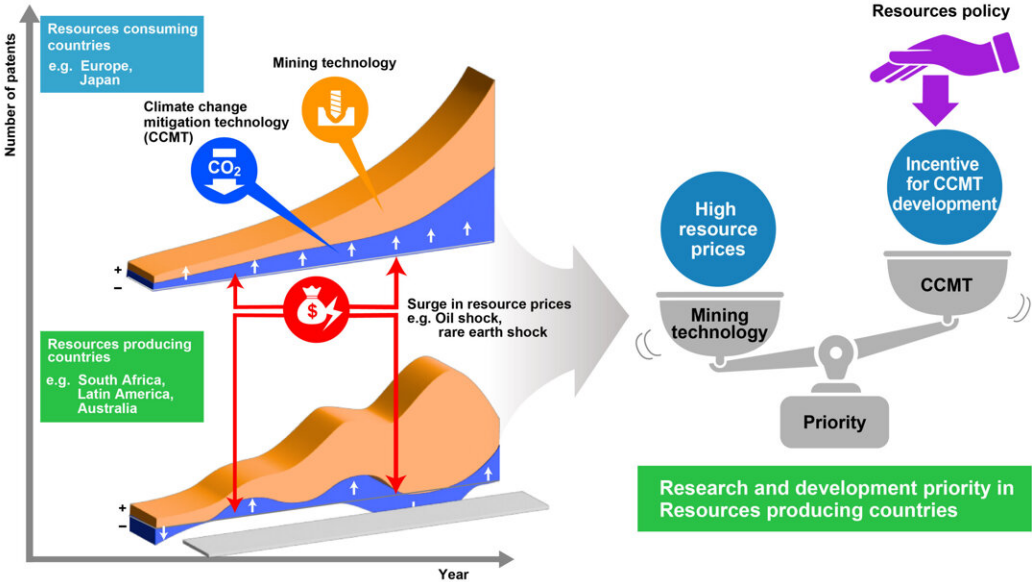 Number of patents
Resources consuming
countries
e.g. Europe,
Japan
Mining technology
Climate change
mitigation technology
(CCMT)
CO₂
+
−
$
Surge in resource prices
e.g. Oil shock,
rare earth shock
Resources producing
countries
e.g. South Africa,
Latin America,
Australia
+
−
Year
Resources policy
Incentive
for CCMT
development
High
resource
prices
CCMT
Mining
technology
Priority
Research and development priority in
Resources producing countries